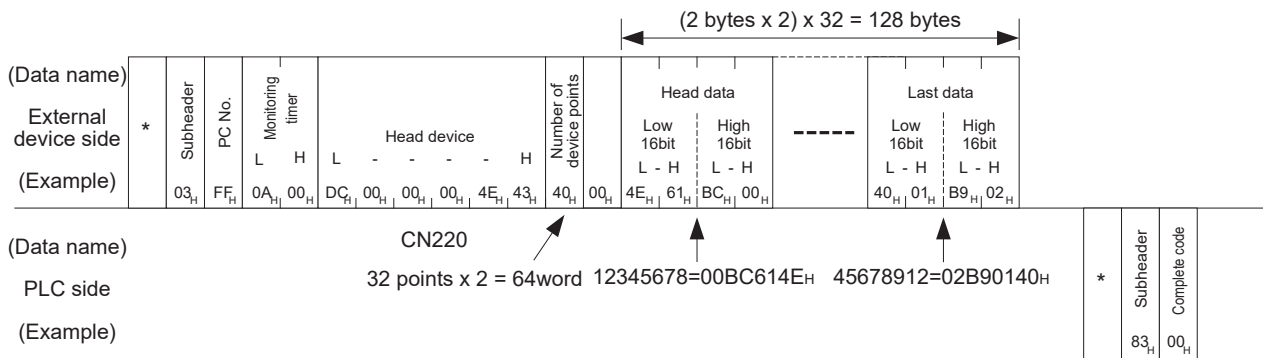 (2 bytes x 2) x 32 = 128 bytes
(Data name)
External
device side
(Example)
*
Subheader
03H
PC No.
FFH
Monitoring
timer
L H
0AH 00H
Head device
L - - - - H
DCH 00H 00H 00H 4EH 43H
Number of
device points
40H 00H
Head data
Low
16bit
High
16bit
L - H L - H
4EH 61H BCH 00H
Last data
Low
16bit
High
16bit
L - H L - H
40H 01H B9H 02H
(Data name)
PLC side
(Example)
CN220
32 points x 2 = 64word
12345678=00BC614EH
45678912=02B90140H
*
Subheader
83H
Complete code
00H